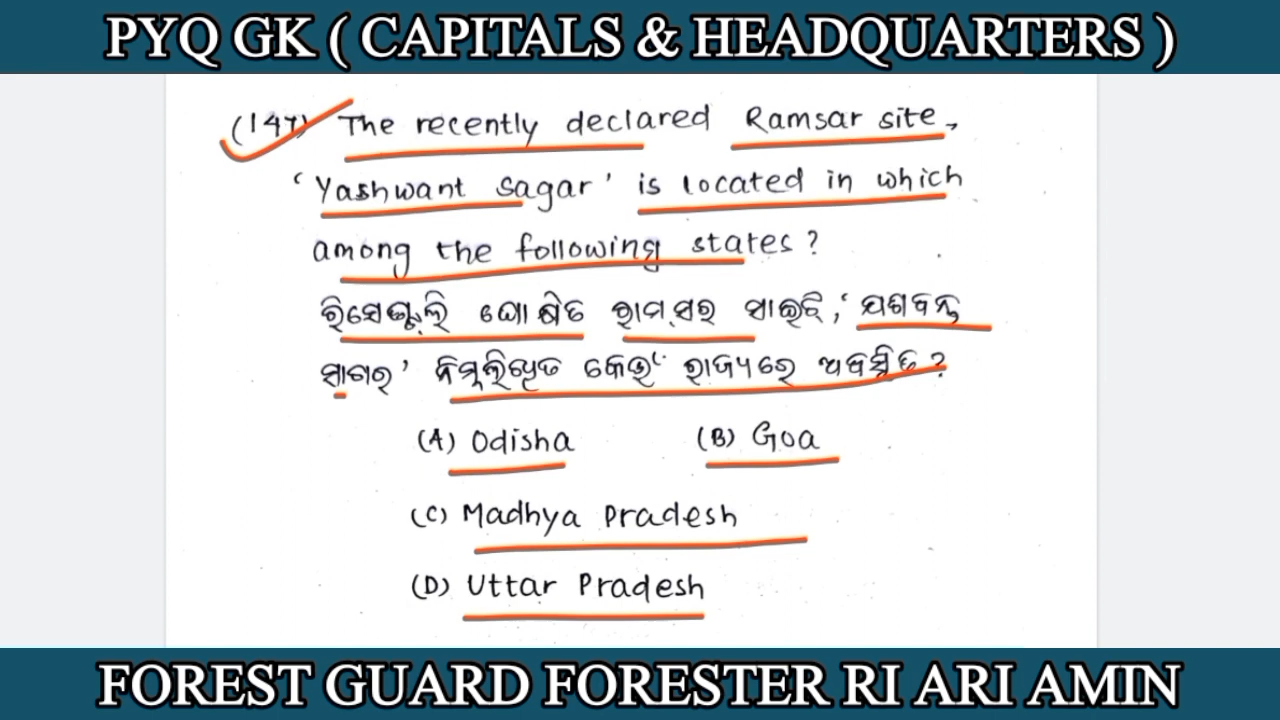 PYQ GK ( CAPITALS & HEADQUARTERS )
(147) The recently declared Ramsar site,
‘Yashwant sagar’ is located in which
among the following states?
ରିସେଣ୍ଟଲି ଘୋଷିତ ରାମ୍‌ସର ସାଇଟ୍, ‘ଯଶବନ୍ତ
ସାଗର’ ନିମ୍ନଲିଖିତ କେଉଁ ରାଜ୍ୟରେ ଅବସ୍ଥିତ?
(A) Odisha (B) Goa
(C) Madhya Pradesh
(D) Uttar Pradesh
FOREST GUARD FORESTER RI ARI AMIN